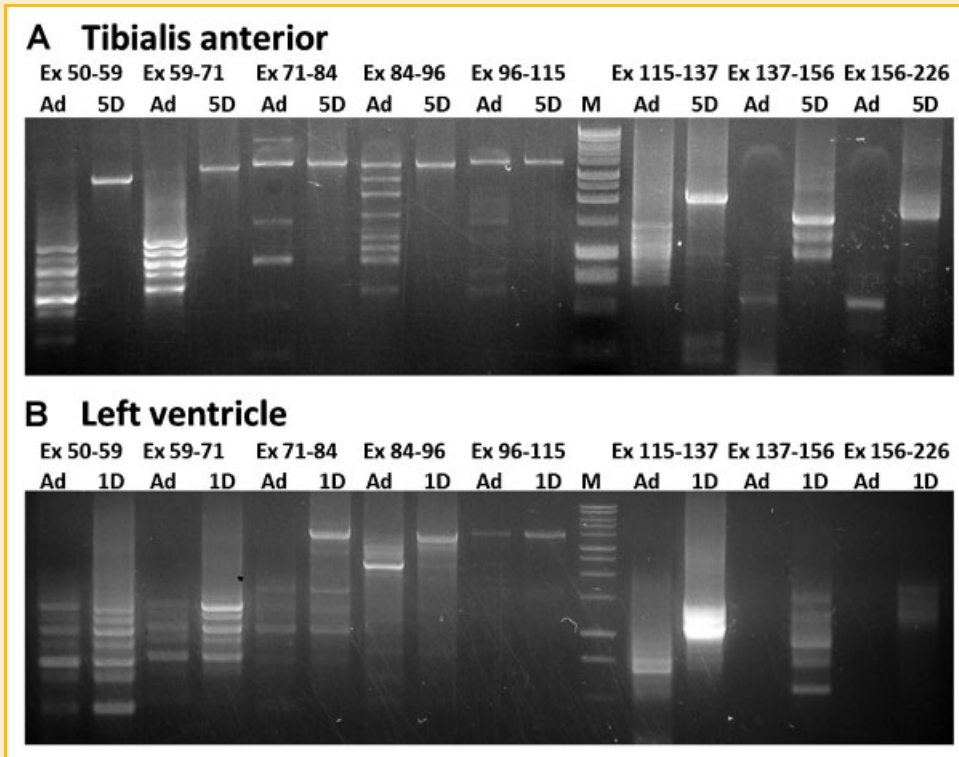 A Tibialis anterior
Ex 50-59 Ex 59-71 Ex 71-84 Ex 84-96 Ex 96-115 Ex 115-137 Ex 137-156 Ex 156-226
Ad 5D Ad 5D Ad 5D Ad 5D Ad 5D M Ad 5D Ad 5D Ad 5D
B Left ventricle
Ex 50-59 Ex 59-71 Ex 71-84 Ex 84-96 Ex 96-115 Ex 115-137 Ex 137-156 Ex 156-226
Ad 1D Ad 1D Ad 1D Ad 1D Ad 1D M Ad 1D Ad 1D Ad 1D